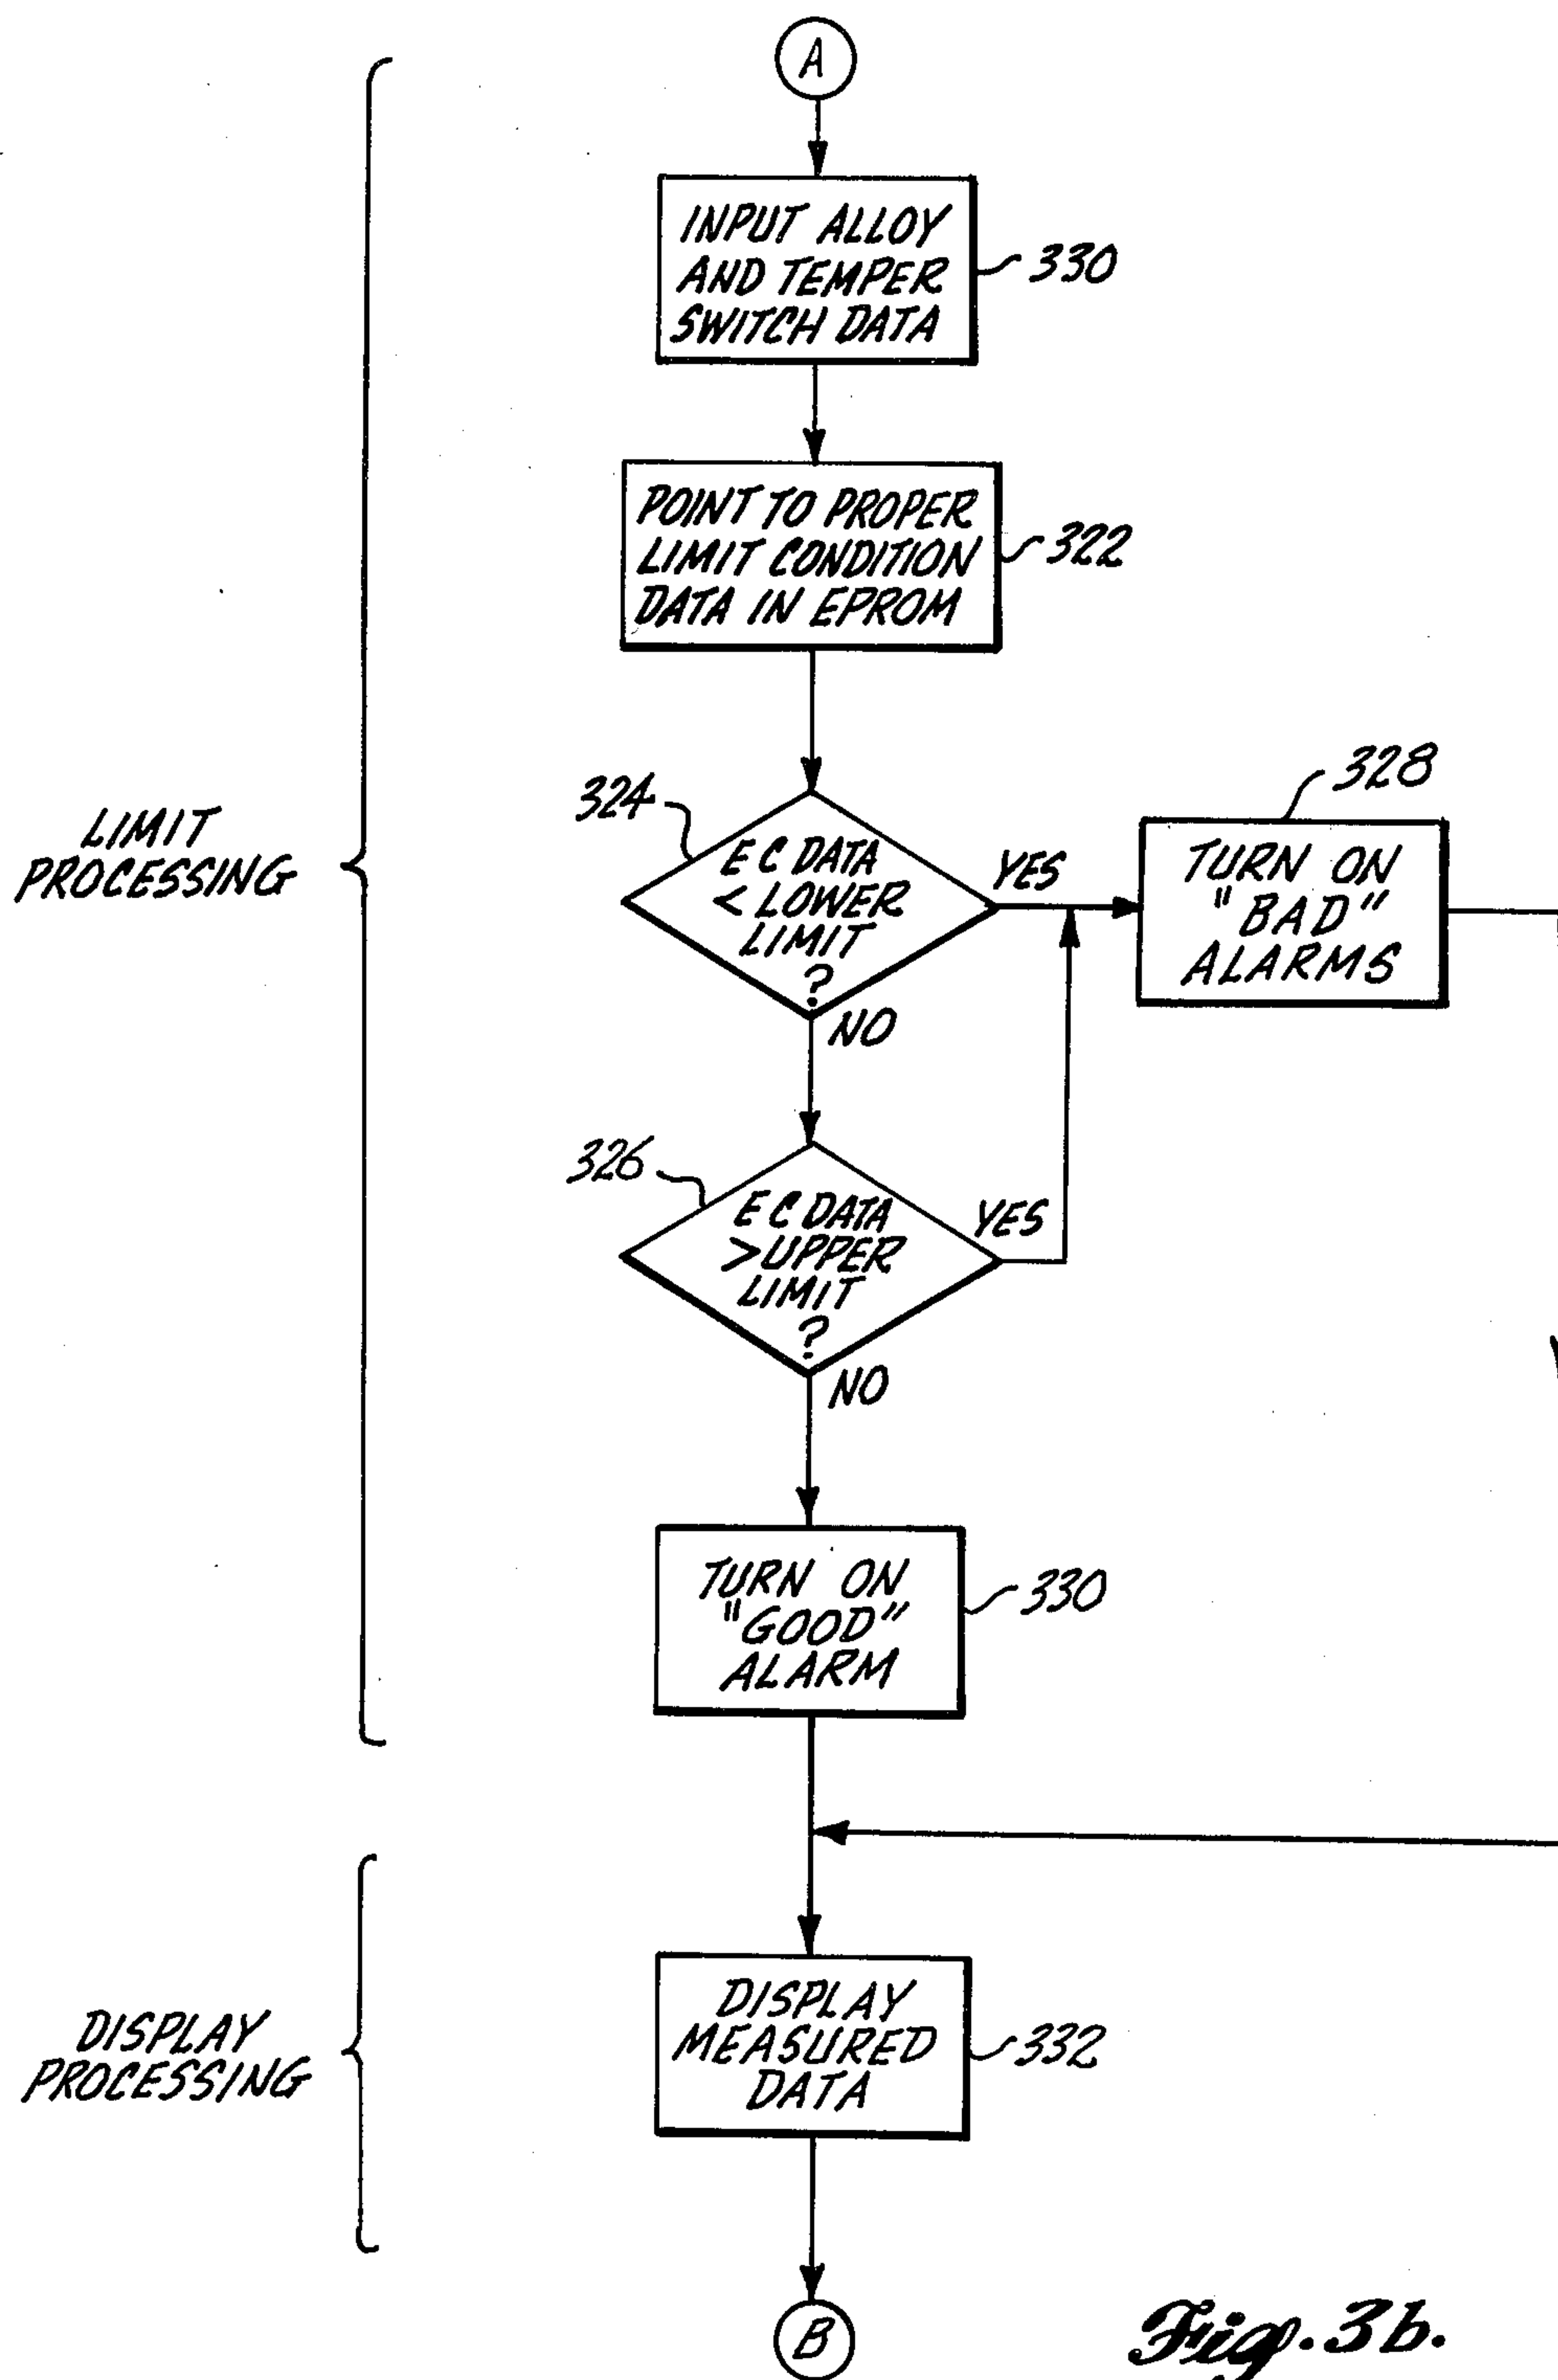 A
INPUT ALLOY
AND TEMPER
SWITCH DATA
330
POINT TO PROPER
LIMIT CONDITION
DATA IN EPROM
322
LIMIT
PROCESSING
324
E C DATA
< LOWER
LIMIT
?
YES
NO
328
TURN ON
"BAD"
ALARMS
326
E C DATA
> UPPER
LIMIT
?
YES
NO
TURN ON
"GOOD"
ALARM
330
DISPLAY
PROCESSING
DISPLAY
MEASURED
DATA
332
B
Fig. 3b.